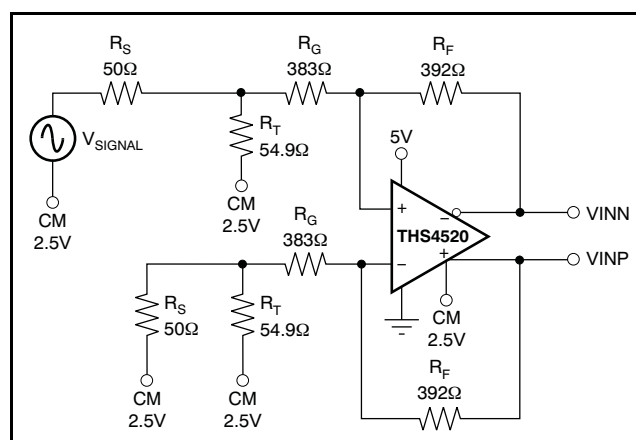 R_S
50Ω
R_G
383Ω
R_F
392Ω
V_SIGNAL
R_T
54.9Ω
5V
CM
2.5V
CM
2.5V
+
−
THS4520
−
+
VINN
VINP
R_G
383Ω
R_S
50Ω
R_T
54.9Ω
CM
2.5V
R_F
392Ω
CM
2.5V
CM
2.5V